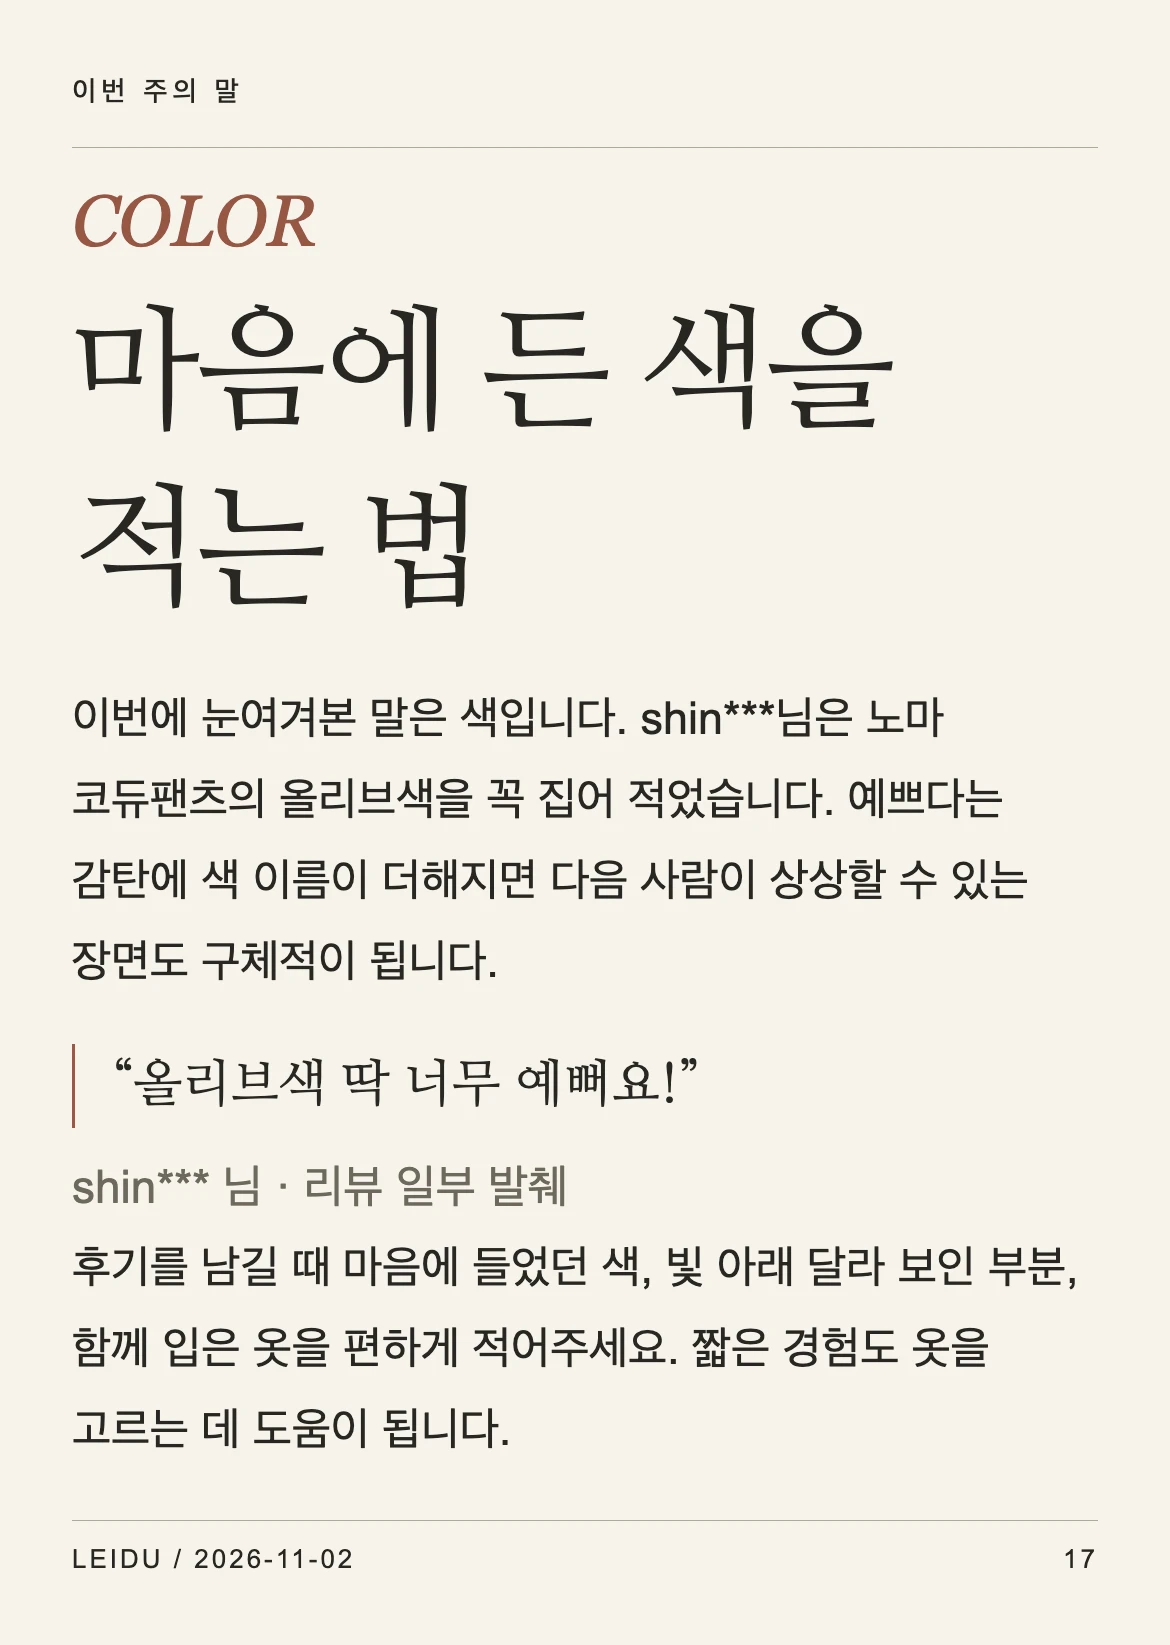 이번 주의 말
COLOR
마음에 든 색을
적는 법
이번에 눈여겨본 말은 색입니다. shin***님은 노마
코듀팬츠의 올리브색을 꼭 집어 적었습니다. 예쁘다는
감탄에 색 이름이 더해지면 다음 사람이 상상할 수 있는
장면도 구체적이 됩니다.
“올리브색 딱 너무 예뻐요!”
shin*** 님 · 리뷰 일부 발췌
후기를 남길 때 마음에 들었던 색, 빛 아래 달라 보인 부분,
함께 입은 옷을 편하게 적어주세요. 짧은 경험도 옷을
고르는 데 도움이 됩니다.
LEIDU / 2026-11-02
17